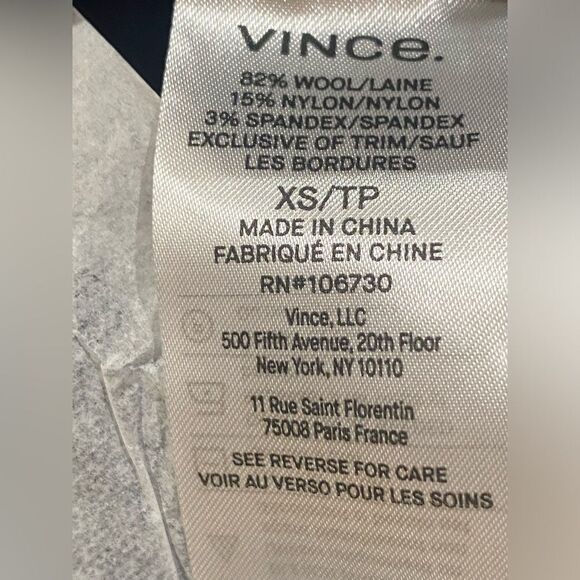 VINCe.
82% WOOL/LAINE
15% NYLON/NYLON
3% SPANDEX/SPANDEX
EXCLUSIVE OF TRIM/SAUF
LES BORDURES
XS/TP
MADE IN CHINA
FABRIQUÉ EN CHINE
RN#106730
Vince, LLC
500 Fifth Avenue, 20th Floor
New York, NY 10110
11 Rue Saint Florentin
75008 Paris France
SEE REVERSE FOR CARE
VOIR AU VERSO POUR LES SOINS